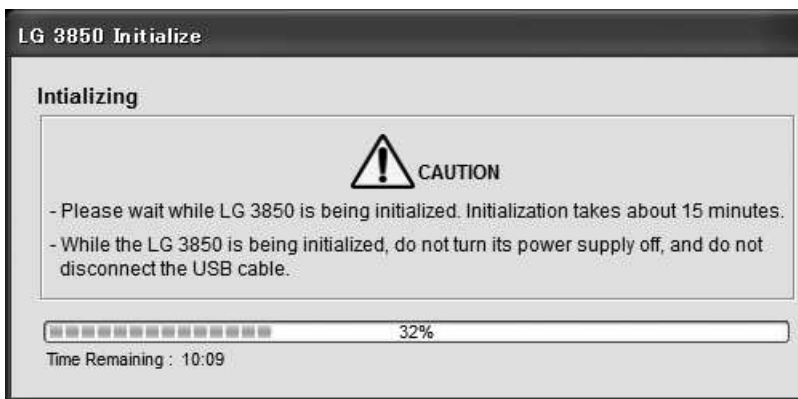 LG 3850 Initialize
Intializing
CAUTION
- Please wait while LG 3850 is being initialized. Initialization takes about 15 minutes.
- While the LG 3850 is being initialized, do not turn its power supply off, and do not
disconnect the USB cable.
32%
Time Remaining : 10:09